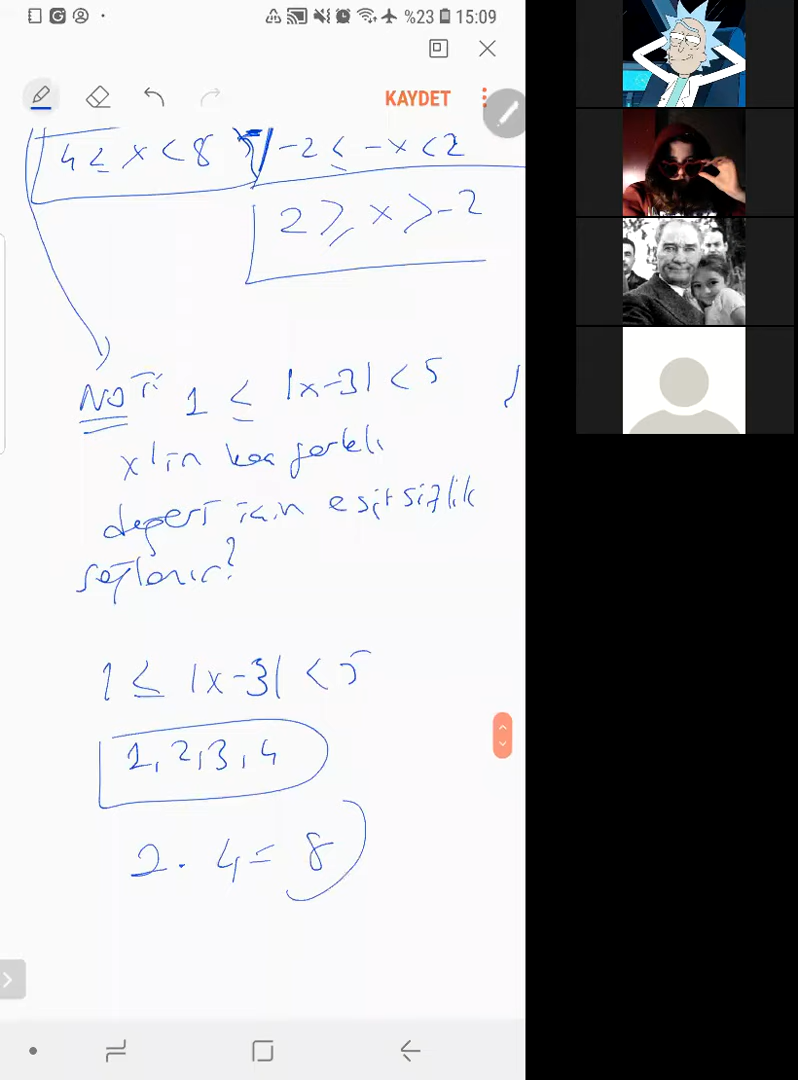 %23 15:09
KAYDET
4 ≤ x < 8 -2 ≤ -x < 2
2 ≥ x > -2
NOT: 1 ≤ |x-3| < 5
x'in kaç farklı
değeri için eşitsizlik
sağlanır?
1 ≤ |x-3| < 5
1, 2, 3, 4
2. 4 = 8